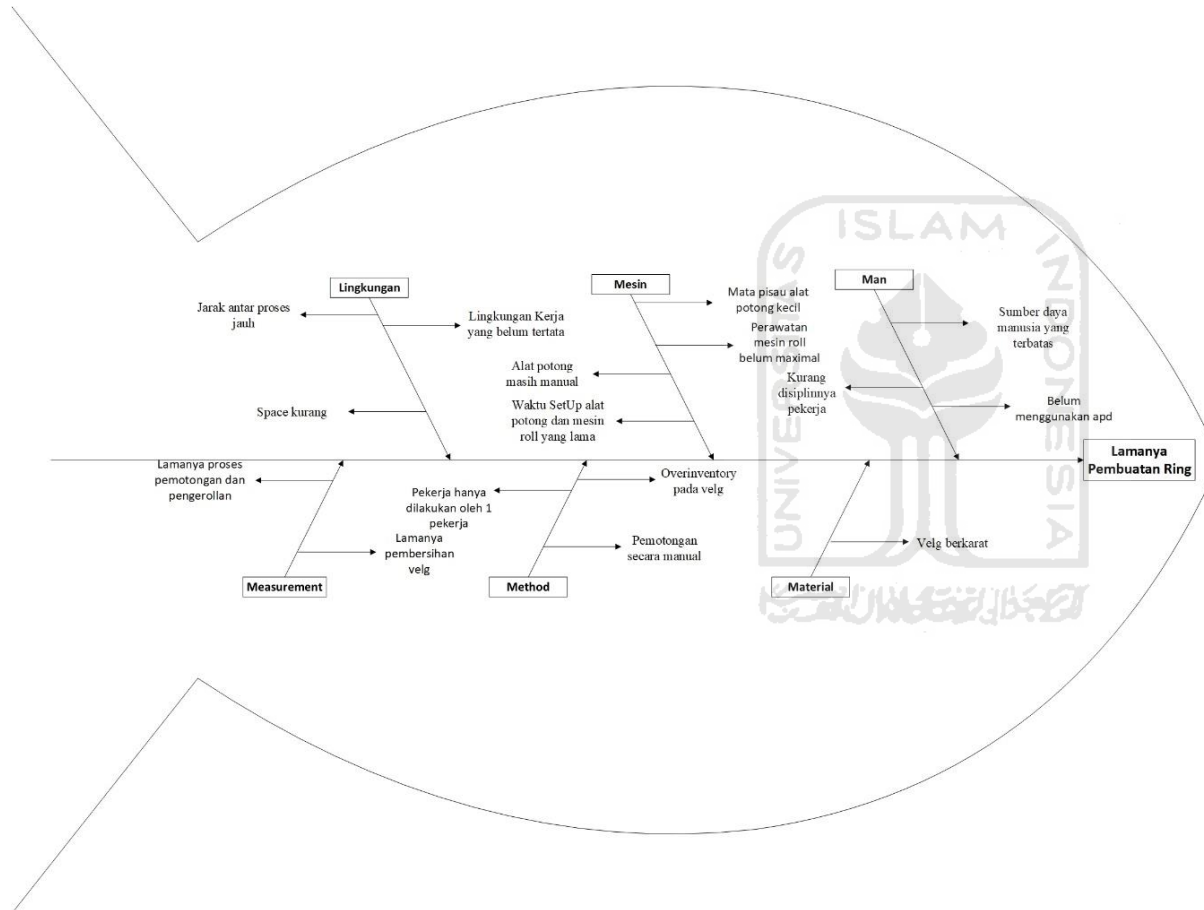 UNIVERSITAS
ISLAM
INDONESIA
Lingkungan
Jarak antar proses
jauh
Lingkungan Kerja
yang belum tertata
Space kurang
Mesin
Mata pisau alat
potong kecil
Perawatan
mesin roll
belum maximal
Alat potong
masih manual
Waktu SetUp alat
potong dan mesin
roll yang lama
Man
Sumber daya
manusia yang
terbatas
Kurang
disiplinnya
pekerja
Belum
menggunakan apd
Lamanya
Pembuatan Ring
Lamanya proses
pemotongan dan
pengerollan
Lamanya
pembersihan
velg
Measurement
Pekerja hanya
dilakukan oleh 1
pekerja
Overinventory
pada velg
Pemotongan
secara manual
Method
Velg berkarat
Material